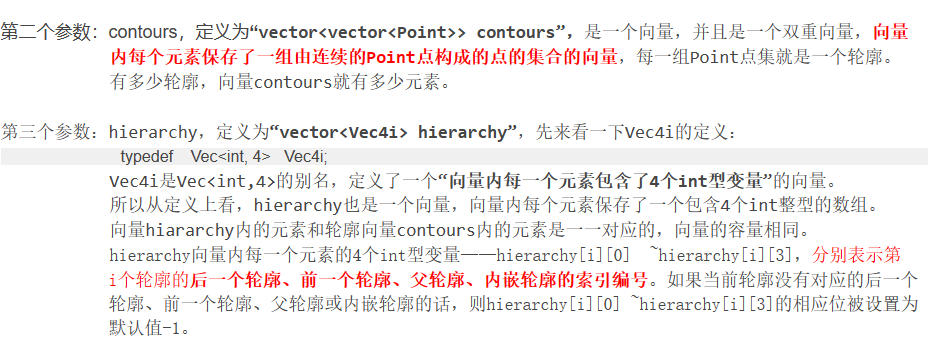 第二个参数：contours，定义为“vector<vector<Point>> contours”，是一个向量，并且是一个双重向量，向量
内每个元素保存了一组由连续的Point点构成的点的集合的向量，每一组Point点集就是一个轮廓。
有多少轮廓，向量contours就有多少元素。
第三个参数：hierarchy，定义为“vector<Vec4i> hierarchy”，先来看一下Vec4i的定义：
typedef    Vec<int, 4>   Vec4i;
Vec4i是Vec<int,4>的别名，定义了一个“向量内每一个元素包含了4个int型变量”的向量。
所以从定义上看，hierarchy也是一个向量，向量内每个元素保存了一个包含4个int整型的数组。
向量hiararchy内的元素和轮廓向量contours内的元素是一一对应的，向量的容量相同。
hierarchy向量内每一个元素的4个int型变量——hierarchy[i][0]  ~hierarchy[i][3]，分别表示第
i个轮廓的后一个轮廓、前一个轮廓、父轮廓、内嵌轮廓的索引编号。如果当前轮廓没有对应的后一个
轮廓、前一个轮廓、父轮廓或内嵌轮廓的话，则hierarchy[i][0] ~hierarchy[i][3]的相应位被设置为
默认值-1。